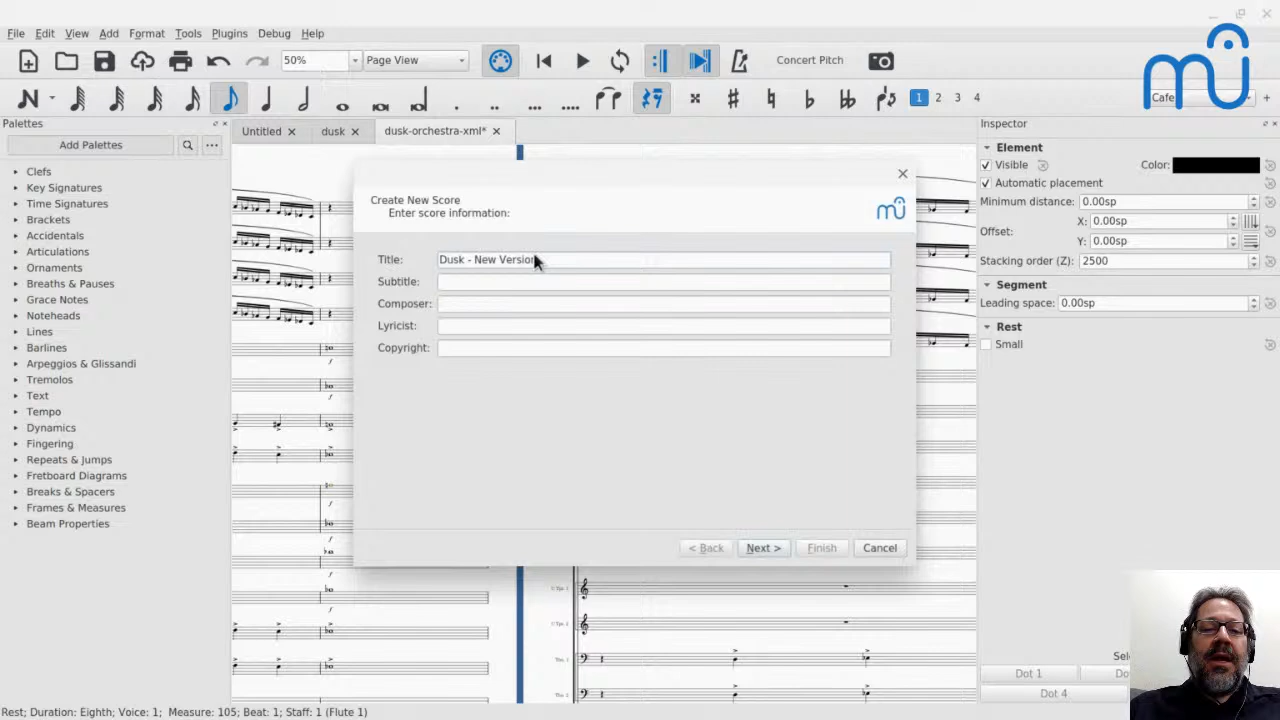 File Edit View Add Format Tools Plugins Debug Help
50% Page View Concert Pitch
1 2 3 4
Palettes
Untitled dusk dusk-orchestra-xml*
Inspector
Add Palettes
Clefs
Key Signatures
Time Signatures
Brackets
Accidentals
Articulations
Ornaments
Breaths & Pauses
Grace Notes
Noteheads
Lines
Barlines
Arpeggios & Glissandi
Tremolos
Text
Tempo
Dynamics
Fingering
Repeats & Jumps
Fretboard Diagrams
Breaks & Spacers
Frames & Measures
Beam Properties
Create New Score
Enter score information:
Title: Dusk - New Version
Subtitle:
Composer:
Lyricist:
Copyright:
< Back Next > Finish Cancel
Element
Visible Color:
Automatic placement
Minimum distance: 0.00sp
Offset: X: 0.00sp
Y: 0.00sp
Stacking order (Z): 2500
Segment
Leading space: 0.00sp
Rest
Small
Dot 1
Dot 4
Rest; Duration: Eighth; Voice: 1; Measure: 105; Beat: 1; Staff: 1 (Flute 1)